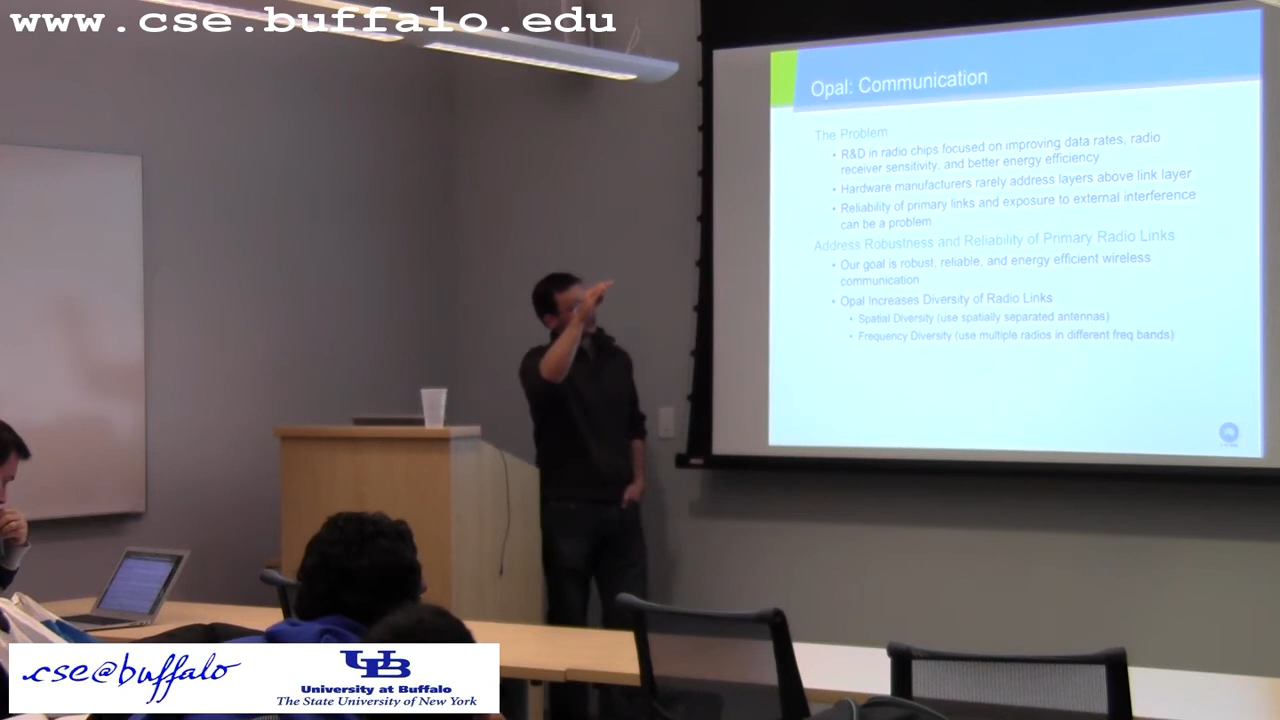 www.cse.buffalo.edu
Opal: Communication
The Problem
• R&D in radio chips focused on improving data rates, radio
receiver sensitivity, and better energy efficiency
• Hardware manufacturers rarely address layers above link layer
• Reliability of primary links and exposure to external interference
can be a problem
Address Robustness and Reliability of Primary Radio Links
• Our goal is robust, reliable, and energy efficient wireless
communication
• Opal Increases Diversity of Radio Links
• Spatial Diversity (use spatially separated antennas)
• Frequency Diversity (use multiple radios in different freq bands)
cse@buffalo
UB
University at Buffalo
The State University of New York